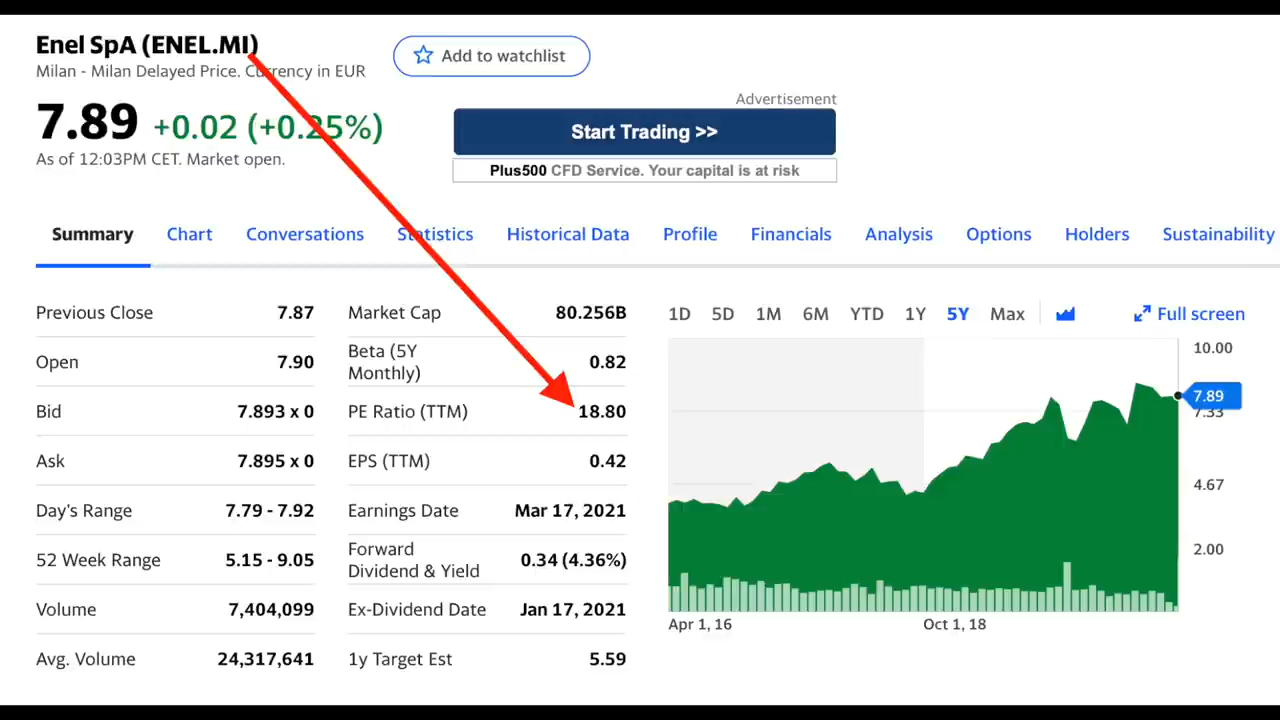 Enel SpA (ENEL.MI)
Add to watchlist
Milan - Milan Delayed Price. Currency in EUR
7.89 +0.02 (+0.25%)
As of 12:03PM CET. Market open.
Advertisement
Start Trading >>
Plus500 CFD Service. Your capital is at risk
Summary Chart Conversations Statistics Historical Data Profile Financials Analysis Options Holders Sustainability
Previous Close 7.87
Open 7.90
Bid 7.893 x 0
Ask 7.895 x 0
Day's Range 7.79 - 7.92
52 Week Range 5.15 - 9.05
Volume 7,404,099
Avg. Volume 24,317,641
Market Cap 80.256B
Beta (5Y
Monthly) 0.82
PE Ratio (TTM) 18.80
EPS (TTM) 0.42
Earnings Date Mar 17, 2021
Forward
Dividend & Yield 0.34 (4.36%)
Ex-Dividend Date Jan 17, 2021
1y Target Est 5.59
1D 5D 1M 6M YTD 1Y 5Y Max Full screen
10.00
7.89
7.33
4.67
2.00
Apr 1, 16 Oct 1, 18